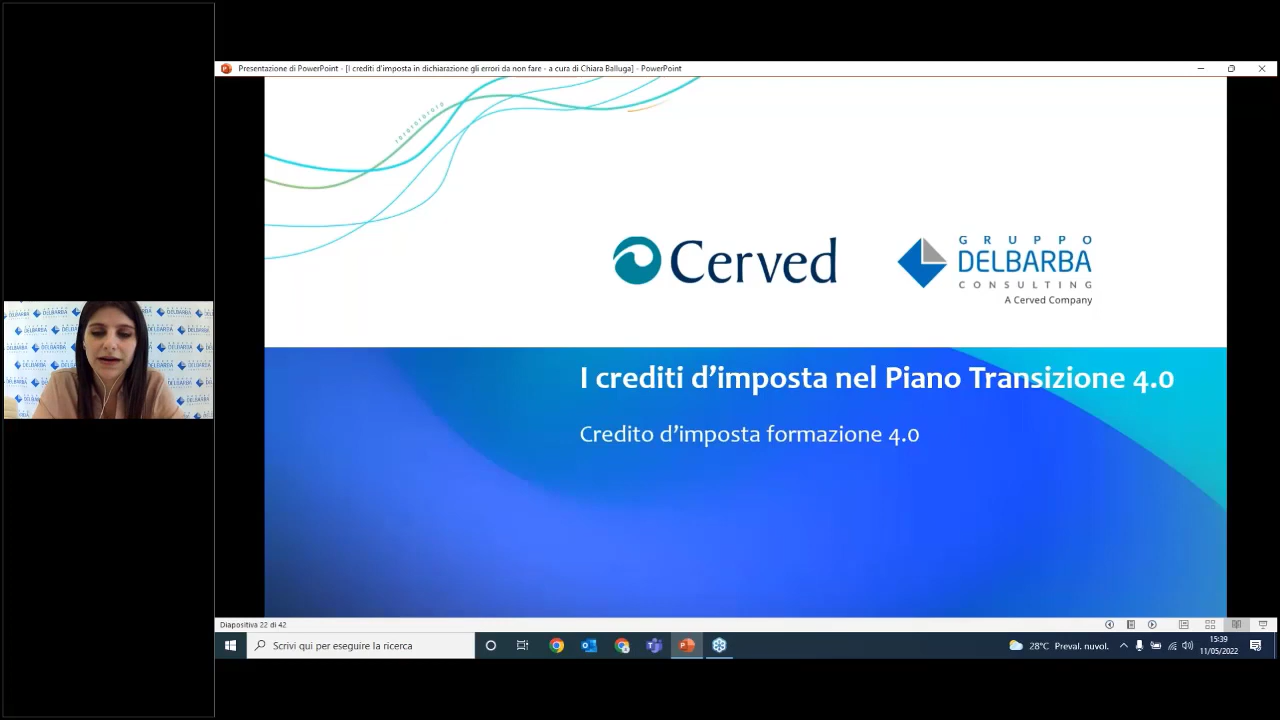 Presentazione di PowerPoint - [I crediti d'imposta in dichiarazione gli errori da non fare - a cura di Chiara Balluga] - PowerPoint
1010101010
Cerved
GRUPPO
DELBARBA
CONSULTING
A Cerved Company
I crediti d'imposta nel Piano Transizione 4.0
Credito d'imposta formazione 4.0
DELBARBA
Diapositiva 22 di 42
Scrivi qui per eseguire la ricerca
28°C Preval. nuvol.
15:39
11/05/2022